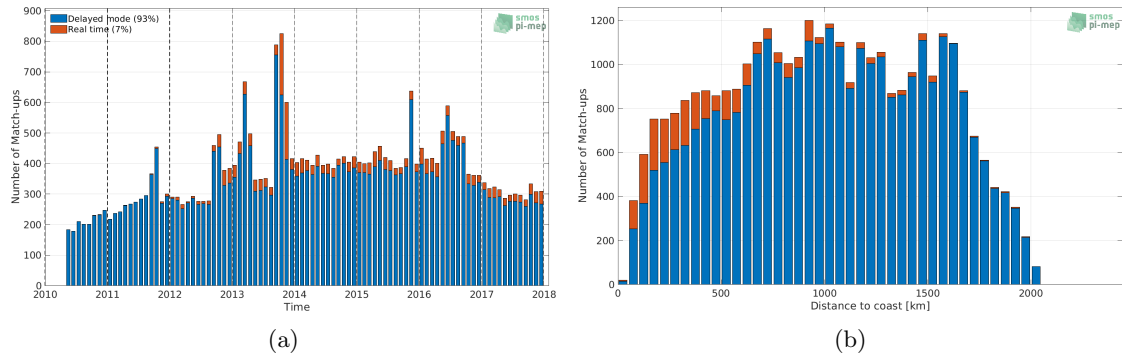 Delayed mode (93%)
Real time (7%)
smos
pi-mep
Number of Match-ups
900
800
700
600
500
400
300
200
100
0
2010 2011 2012 2013 2014 2015 2016 2017 2018
Time
(a)
smos
pi-mep
Number of Match-ups
1200
1000
800
600
400
200
0
0 500 1000 1500 2000
Distance to coast [km]
(b)